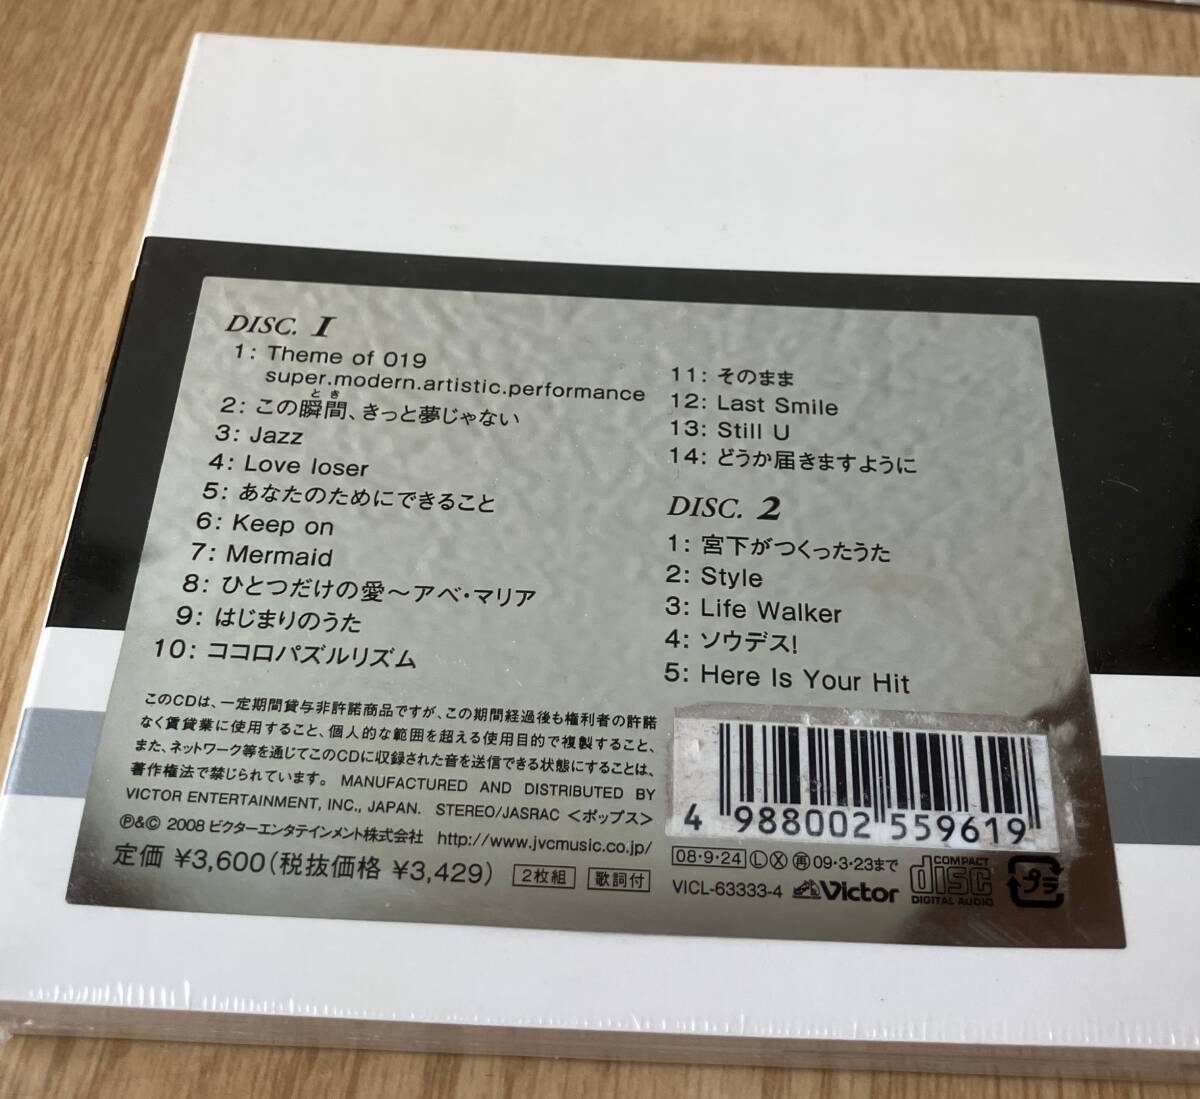 DISC. 1
1: Theme of 019
super.modern.artistic.performance
とき
2: この瞬間、きっと夢じゃない
3: Jazz
4: Love loser
5: あなたのためにできること
6: Keep on
7: Mermaid
8: ひとつだけの愛〜アベ・マリア
9: はじまりのうた
10: ココロパズルリズム
11: そのまま
12: Last Smile
13: Still U
14: どうか届きますように
DISC. 2
1: 宮下がつくったうた
2: Style
3: Life Walker
4: ソウデス!
5: Here Is Your Hit
このCDは、一定期間貸与非許諾商品ですが、この期間経過後も権利者の許諾
なく賃貸業に使用すること、個人的な範囲を超える使用目的で複製すること、
また、ネットワーク等を通じてこのCDに収録された音を送信できる状態にすることは、
著作権法で禁じられています。 MANUFACTURED AND DISTRIBUTED BY
VICTOR ENTERTAINMENT, INC., JAPAN. STEREO/JASRAC <ポップス>
℗&© 2008 ビクターエンタテインメント株式会社 http://www.jvcmusic.co.jp/
定価 ¥3,600(税抜価格 ¥3,429) 2枚組 歌詞付
4 988002 559619
08・9・24 Ⓛ Ⓧ 再 09・3・23まで
VICL-63333-4 Victor
COMPACT
disc
DIGITAL AUDIO
プラ